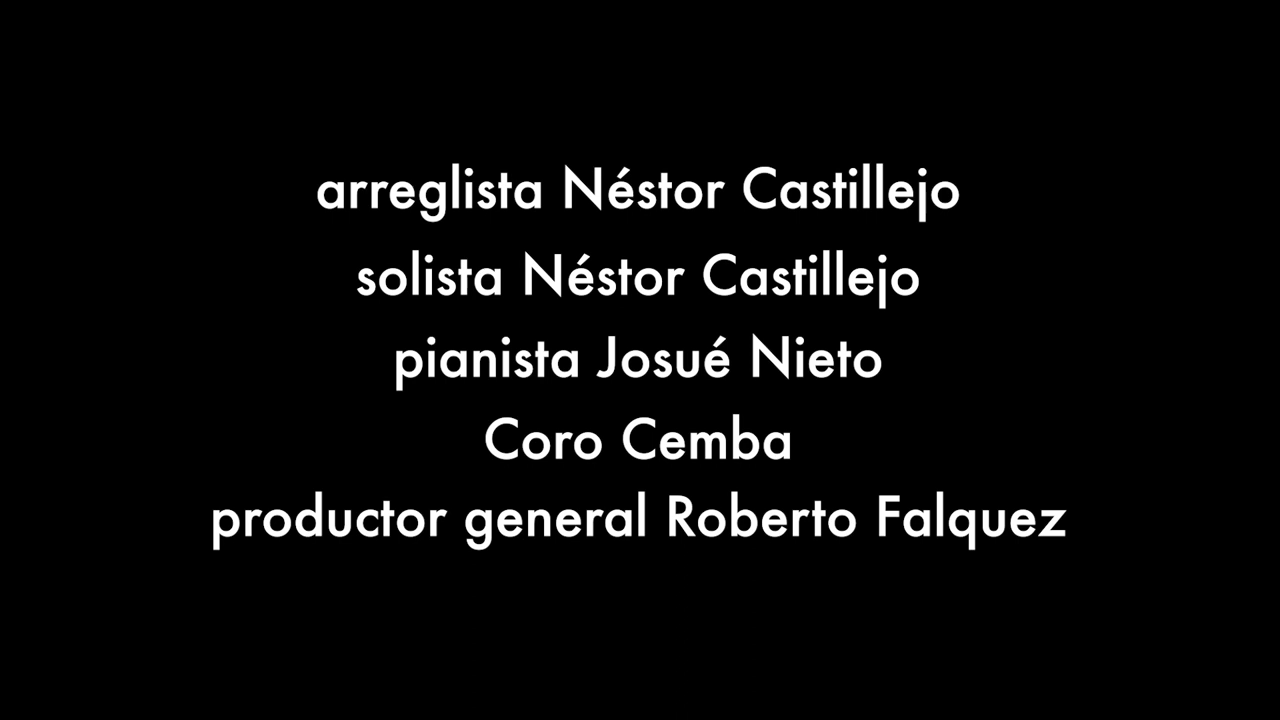 arreglista Néstor Castillejo
solista Néstor Castillejo
pianista Josué Nieto
Coro Cemba
productor general Roberto Falquez